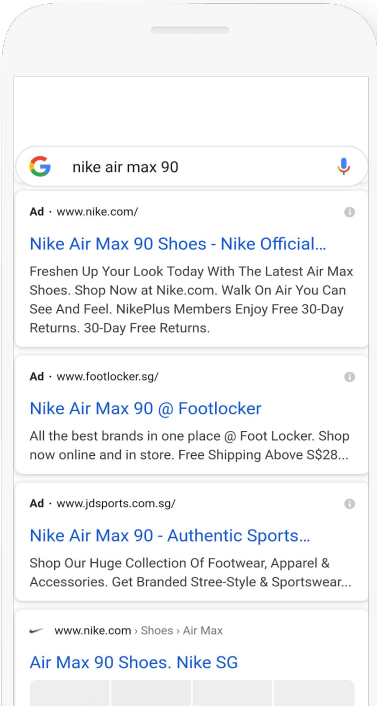 nike air max 90
Ad · www.nike.com/
Nike Air Max 90 Shoes - Nike Official...
Freshen Up Your Look Today With The Latest Air Max
Shoes. Shop Now at Nike.com. Walk On Air You Can
See And Feel. NikePlus Members Enjoy Free 30-Day
Returns. 30-Day Free Returns.
Ad · www.footlocker.sg/
Nike Air Max 90 @ Footlocker
All the best brands in one place @ Foot Locker. Shop
now online and in store. Free Shipping Above S$28...
Ad · www.jdsports.com.sg/
Nike Air Max 90 - Authentic Sports...
Shop Our Huge Collection Of Footwear, Apparel &
Accessories. Get Branded Stree-Style & Sportswear...
www.nike.com › Shoes › Air Max
Air Max 90 Shoes. Nike SG